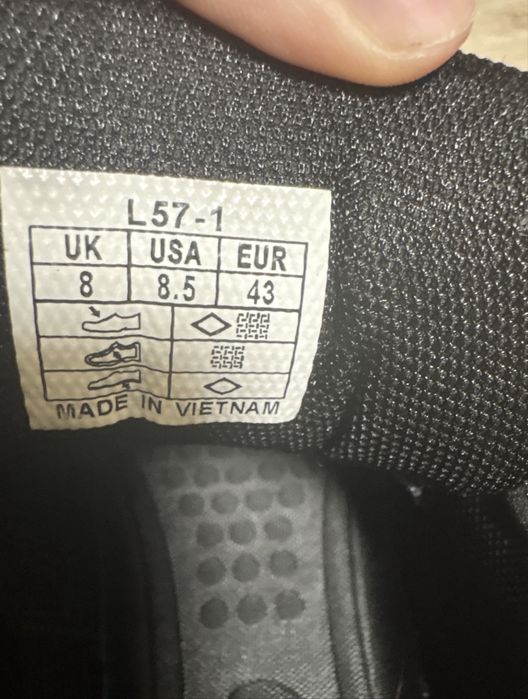 L57-1
UK USA EUR
8 8.5 43
MADE IN VIETNAM